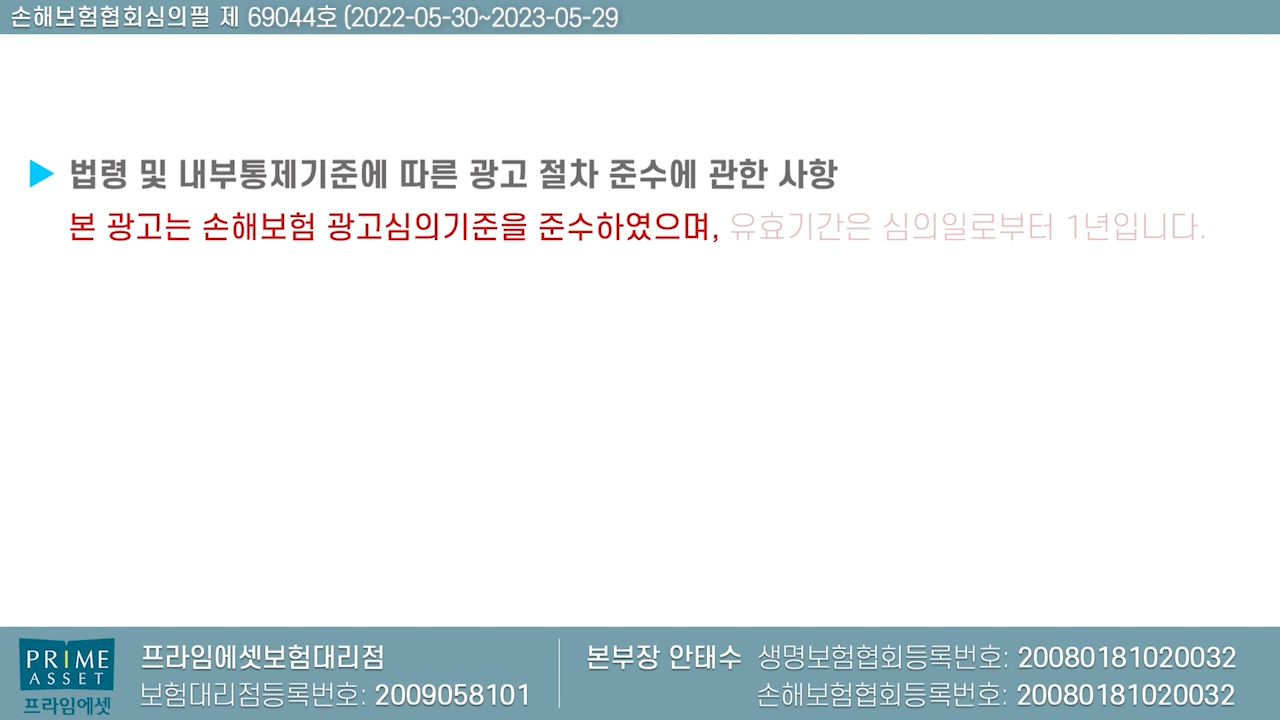 손해보험협회심의필 제 69044호 (2022-05-30~2023-05-29
▶ 법령 및 내부통제기준에 따른 광고 절차 준수에 관한 사항
본 광고는 손해보험 광고심의기준을 준수하였으며, 유효기간은 심의일로부터 1년입니다.
PRIME
ASSET
프라임에셋
프라임에셋보험대리점
보험대리점등록번호: 2009058101
본부장 안태수 생명보험협회등록번호: 20080181020032
손해보험협회등록번호: 20080181020032